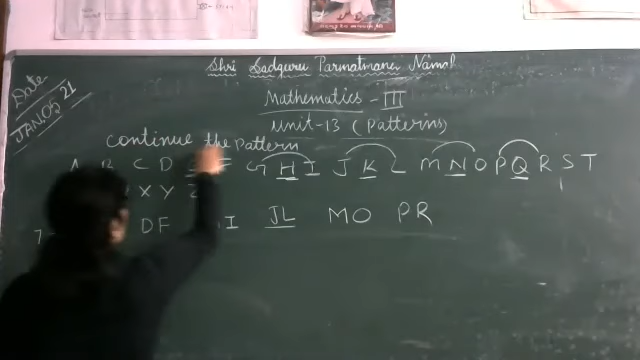 Shri Sadguru Parmatmane Namah
Date
JAN.05,21
Mathematics - III
Unit-13 (Patterns)
Continue the Pattern
C D G H I J K L M N O P Q R S T
X Y Z
7 DF I JL MO PR